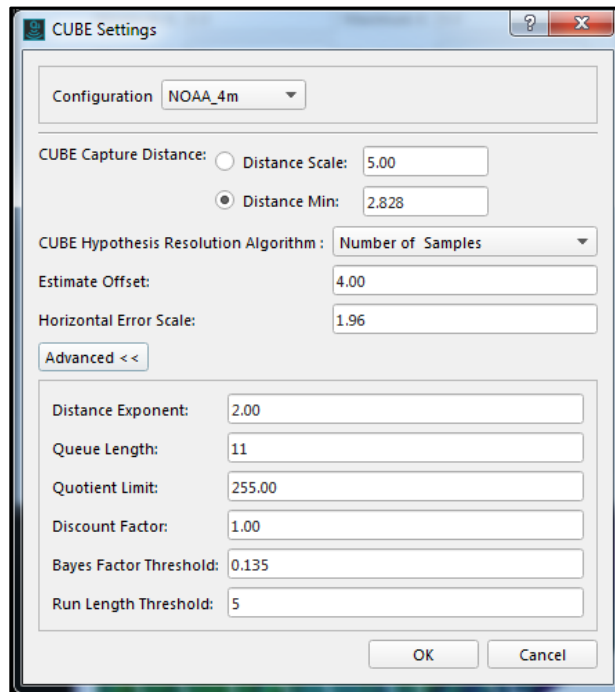 CUBE Settings
Configuration NOAA_4m
CUBE Capture Distance: Distance Scale: 5.00
Distance Min: 2.828
CUBE Hypothesis Resolution Algorithm : Number of Samples
Estimate Offset: 4.00
Horizontal Error Scale: 1.96
Advanced <<
Distance Exponent: 2.00
Queue Length: 11
Quotient Limit: 255.00
Discount Factor: 1.00
Bayes Factor Threshold: 0.135
Run Length Threshold: 5
OK Cancel